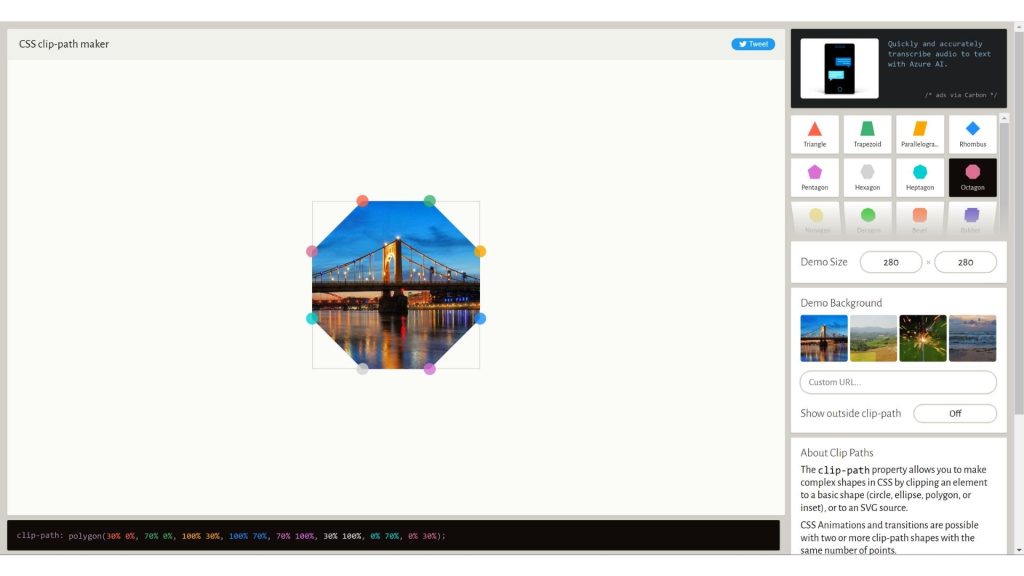 CSS clip-path maker
Tweet
Quickly and accurately
transcribe audio to text
with Azure AI.
/* ads via Carbon */
Triangle
Trapezoid
Parallelogra...
Rhombus
Pentagon
Hexagon
Heptagon
Octagon
Nonagon
Decagon
Bevel
Rabbet
Demo Size
280
×
280
Demo Background
Custom URL...
Show outside clip-path
Off
About Clip Paths
The clip-path property allows you to make
complex shapes in CSS by clipping an element
to a basic shape (circle, ellipse, polygon, or
inset), or to an SVG source.
CSS Animations and transitions are possible
with two or more clip-path shapes with the
same number of points.
clip-path: polygon(30% 0%, 70% 0%, 100% 30%, 100% 70%, 70% 100%, 30% 100%, 0% 70%, 0% 30%);